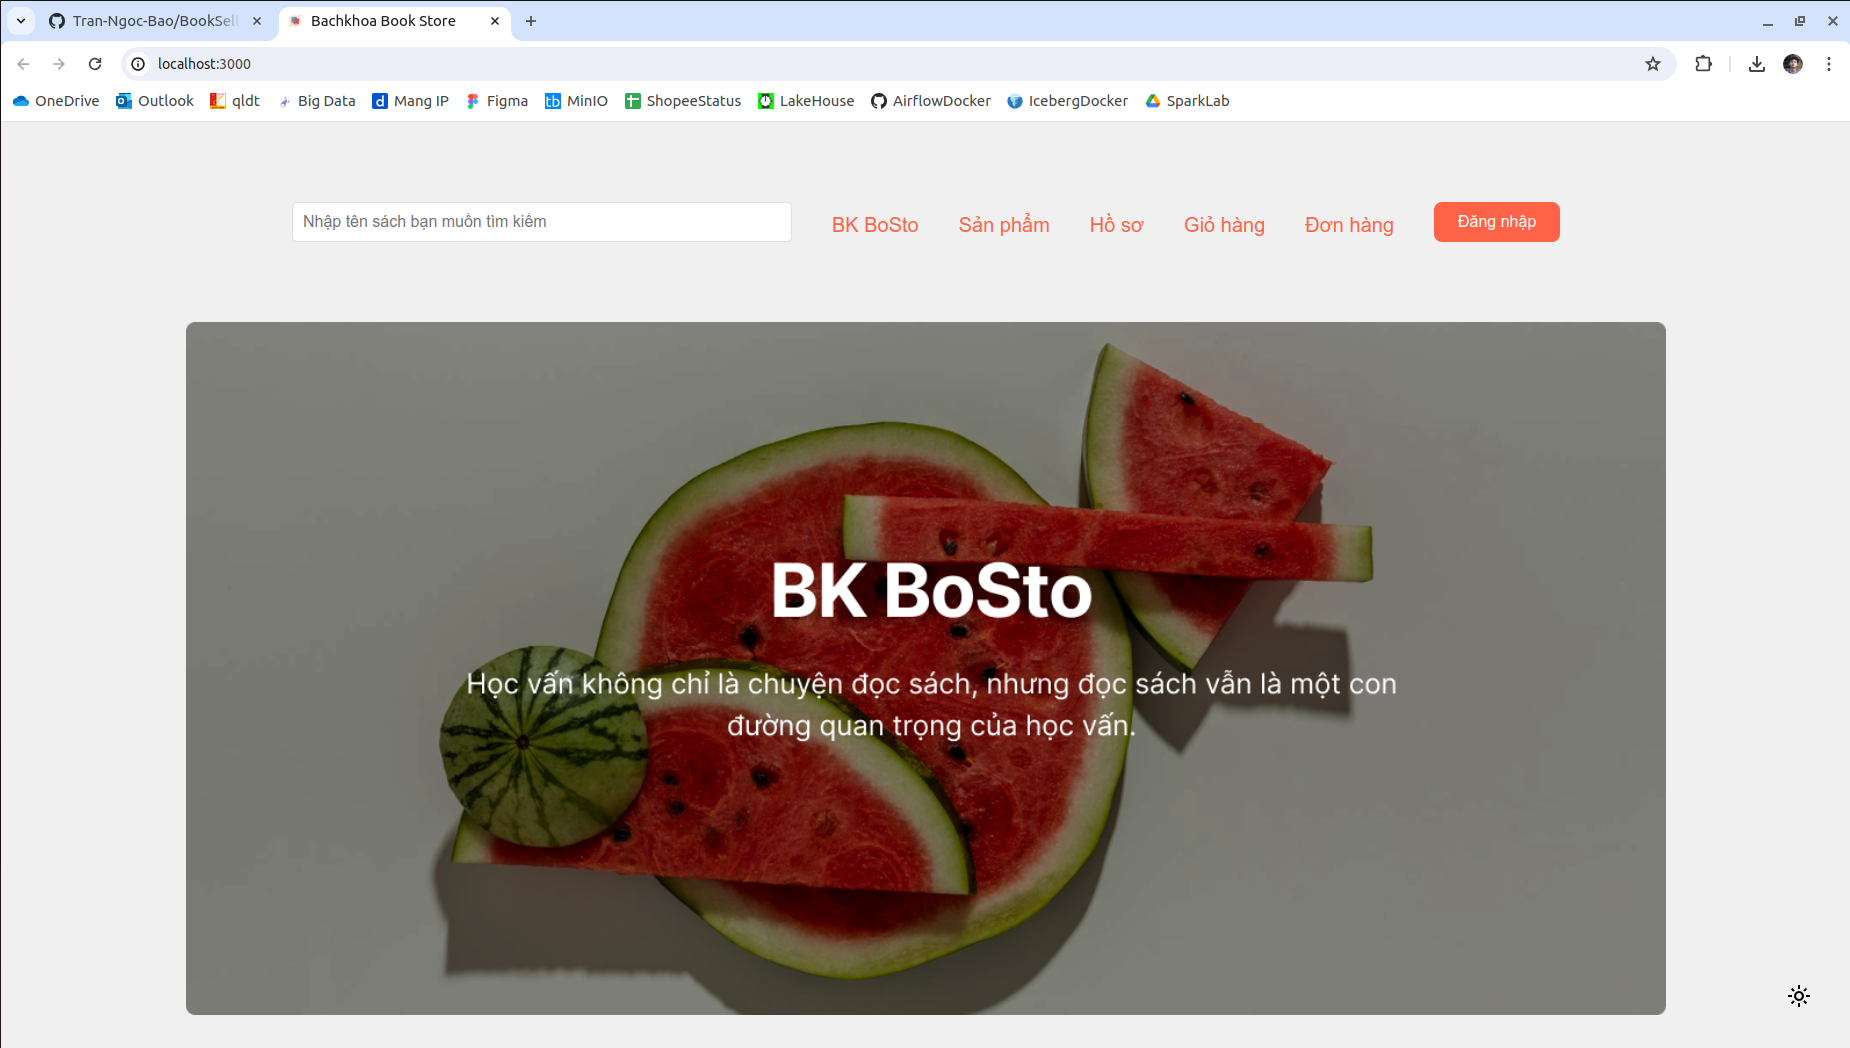 Tran-Ngoc-Bao/BookSell
Bachkhoa Book Store
localhost:3000
OneDrive
Outlook
qldt
Big Data
Mang IP
Figma
MinIO
ShopeeStatus
LakeHouse
AirflowDocker
IcebergDocker
SparkLab
Nhập tên sách bạn muốn tìm kiếm
BK BoSto
Sản phẩm
Hồ sơ
Giỏ hàng
Đơn hàng
Đăng nhập
BK BoSto
Học vấn không chỉ là chuyện đọc sách, nhưng đọc sách vẫn là một con
đường quan trọng của học vấn.